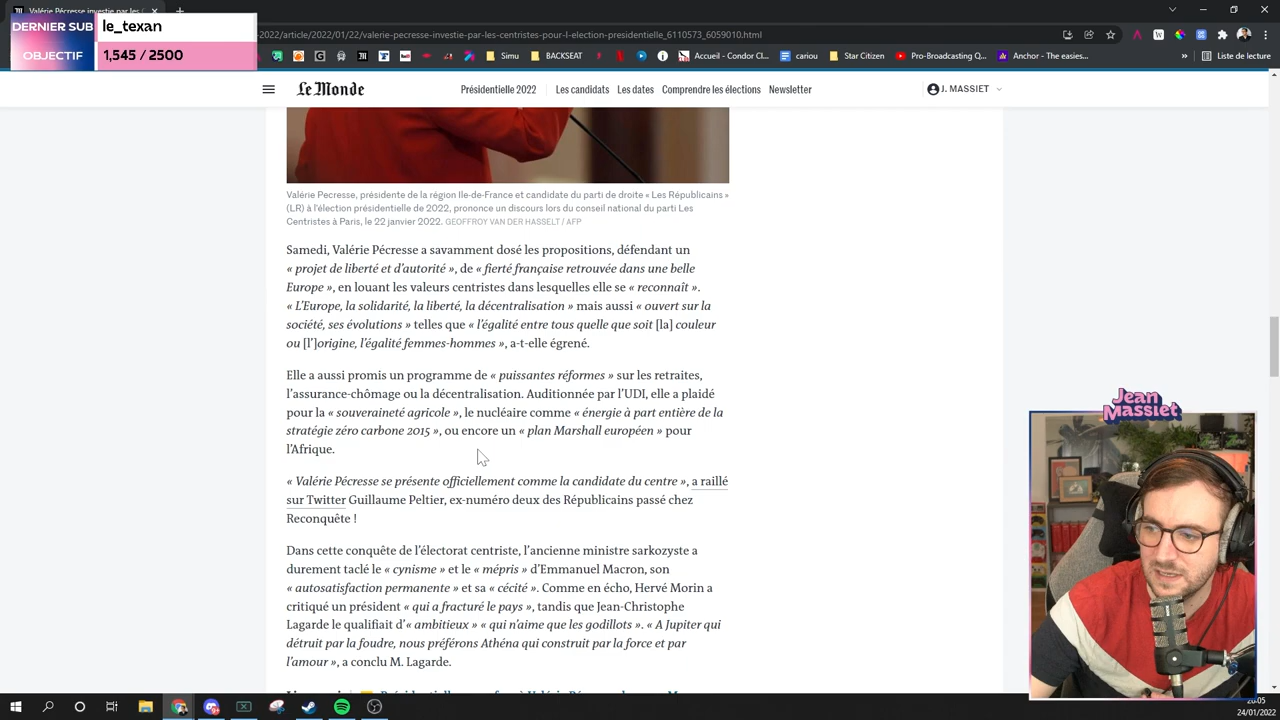 Valérie Pécresse investie par les c
DERNIER SUB
le_texan
OBJECTIF
1,545 / 2500
2022/article/2022/01/22/valerie-pecresse-investie-par-les-centristes-pour-l-election-presidentielle_6110573_6059010.html
Simu
BACKSEAT
Accueil - Condor Cl...
Star Citizen
Pro-Broadcasting Q...
Anchor - The easies...
Liste de lecture
Le Monde
Présidentielle 2022
Les candidats
Les dates
Comprendre les élections
Newsletter
J. MASSIET
Valérie Pecresse, présidente de la région Ile-de-France et candidate du parti de droite « Les Républicains »
(LR) à l'élection présidentielle de 2022, prononce un discours lors du conseil national du parti Les
Centristes à Paris, le 22 janvier 2022. GEOFFROY VAN DER HASSELT / AFP
Samedi, Valérie Pécresse a savamment dosé les propositions, défendant un
« projet de liberté et d'autorité », de « fierté française retrouvée dans une belle
Europe », en louant les valeurs centristes dans lesquelles elle se « reconnaît ».
« L'Europe, la solidarité, la liberté, la décentralisation » mais aussi « ouvert sur la
société, ses évolutions » telles que « l'égalité entre tous quelle que soit [la] couleur
ou [l']origine, l'égalité femmes-hommes », a-t-elle égrené.
Elle a aussi promis un programme de « puissantes réformes » sur les retraites,
l'assurance-chômage ou la décentralisation. Auditionnée par l'UDI, elle a plaidé
pour la « souveraineté agricole », le nucléaire comme « énergie à part entière de la
stratégie zéro carbone 2015 », ou encore un « plan Marshall européen » pour
l'Afrique.
« Valérie Pécresse se présente officiellement comme la candidate du centre », a raillé
sur Twitter Guillaume Peltier, ex-numéro deux des Républicains passé chez
Reconquête !
Dans cette conquête de l'électorat centriste, l'ancienne ministre sarkozyste a
durement taclé le « cynisme » et le « mépris » d'Emmanuel Macron, son
« autosatisfaction permanente » et sa « cécité ». Comme en écho, Hervé Morin a
critiqué un président « qui a fracturé le pays », tandis que Jean-Christophe
Lagarde le qualifiait d'« ambitieux » « qui n'aime que les godillots ». « A Jupiter qui
détruit par la foudre, nous préférons Athéna qui construit par la force et par
l'amour », a conclu M. Lagarde.
Jean
Massiet
24/01/2022